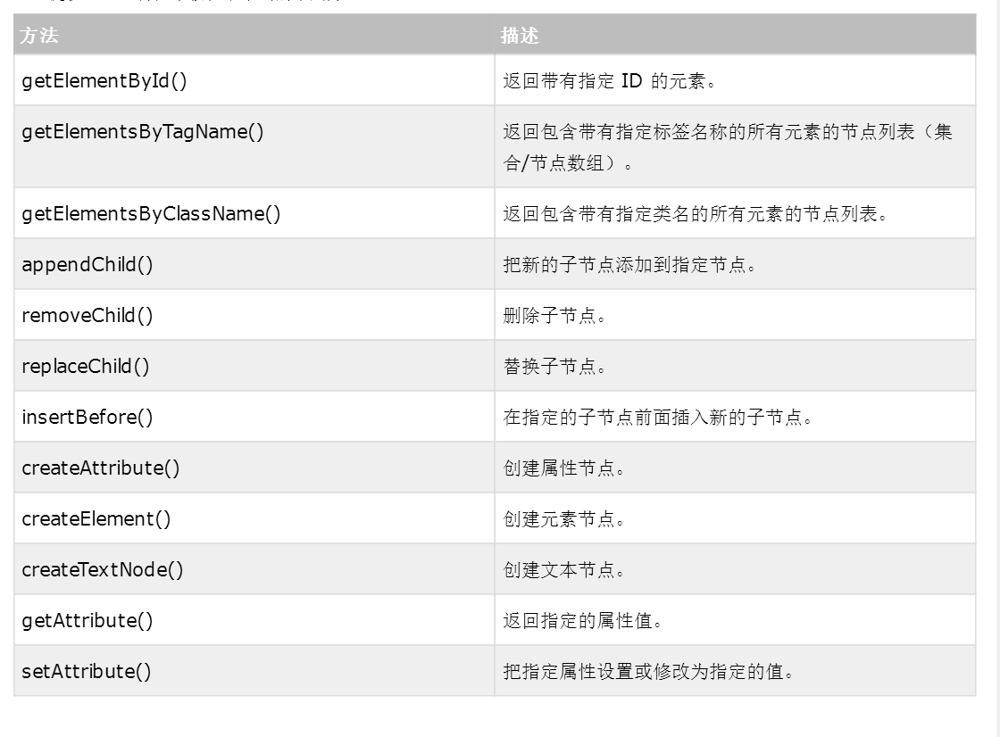 方法 描述
getElementById() 返回带有指定 ID 的元素。
getElementsByTagName() 返回包含带有指定标签名称的所有元素的节点列表（集
合/节点数组）。
getElementsByClassName() 返回包含带有指定类名的所有元素的节点列表。
appendChild() 把新的子节点添加到指定节点。
removeChild() 删除子节点。
replaceChild() 替换子节点。
insertBefore() 在指定的子节点前面插入新的子节点。
createAttribute() 创建属性节点。
createElement() 创建元素节点。
createTextNode() 创建文本节点。
getAttribute() 返回指定的属性值。
setAttribute() 把指定属性设置或修改为指定的值。